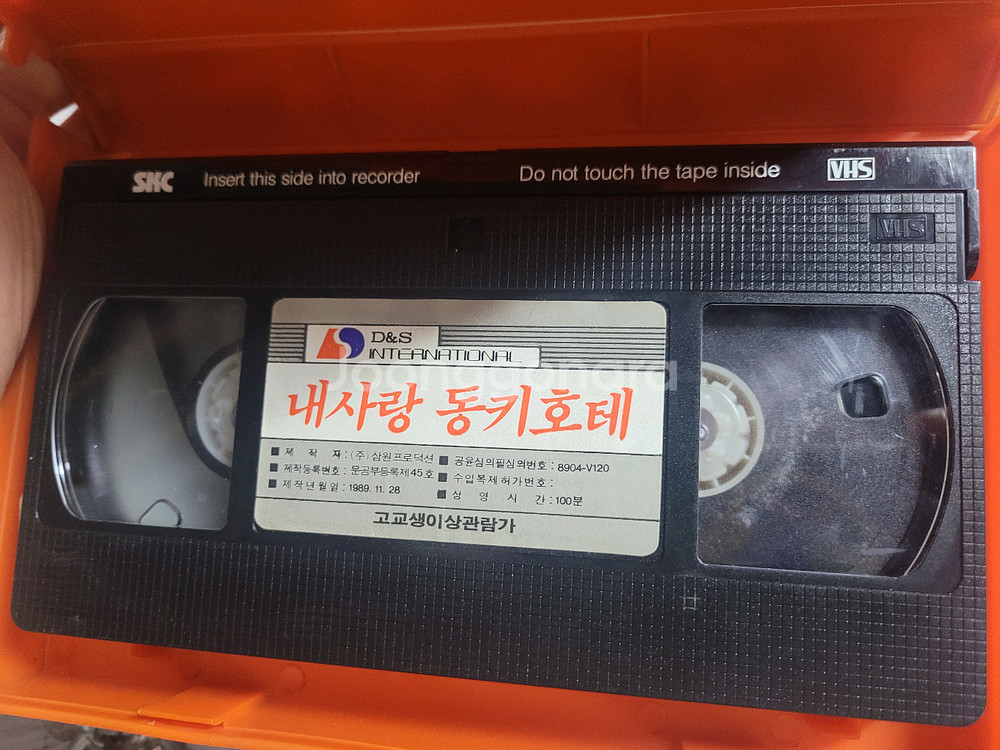 SKC Insert this side into recorder Do not touch the tape inside VHS
VHS
D&S
INTERNATIONAL
Joonggonara
내사랑 동키호테
■ 제 작 자 : (주) 삼원프로덕션
■ 제작등록번호 : 문공부등록제45호
■ 제작년월일 : 1989. 11. 28
■ 공윤심의필심의번호 : 8904-V120
■ 수입복제허가번호 :
■ 상 영 시 간 : 100분
고교생이상관람가